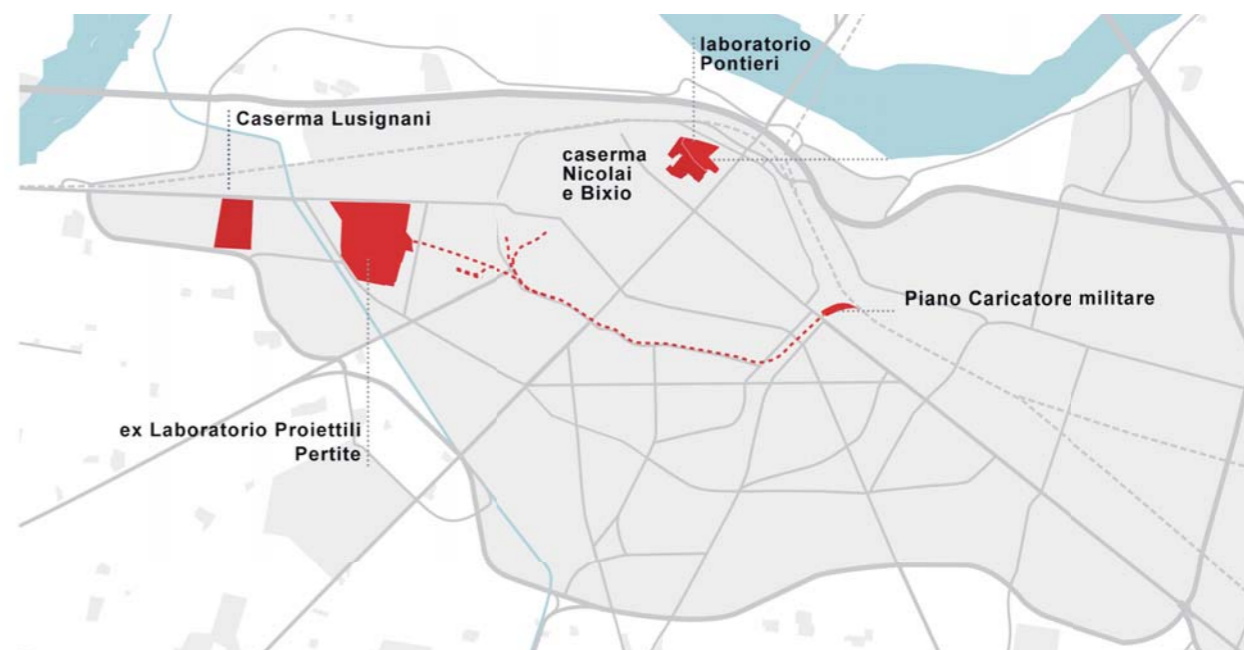 laboratorio
Pontieri
Caserma Lusignani
caserma
Nicolai
e Bixio
Piano Caricatore militare
ex Laboratorio Proiettili
Pertite